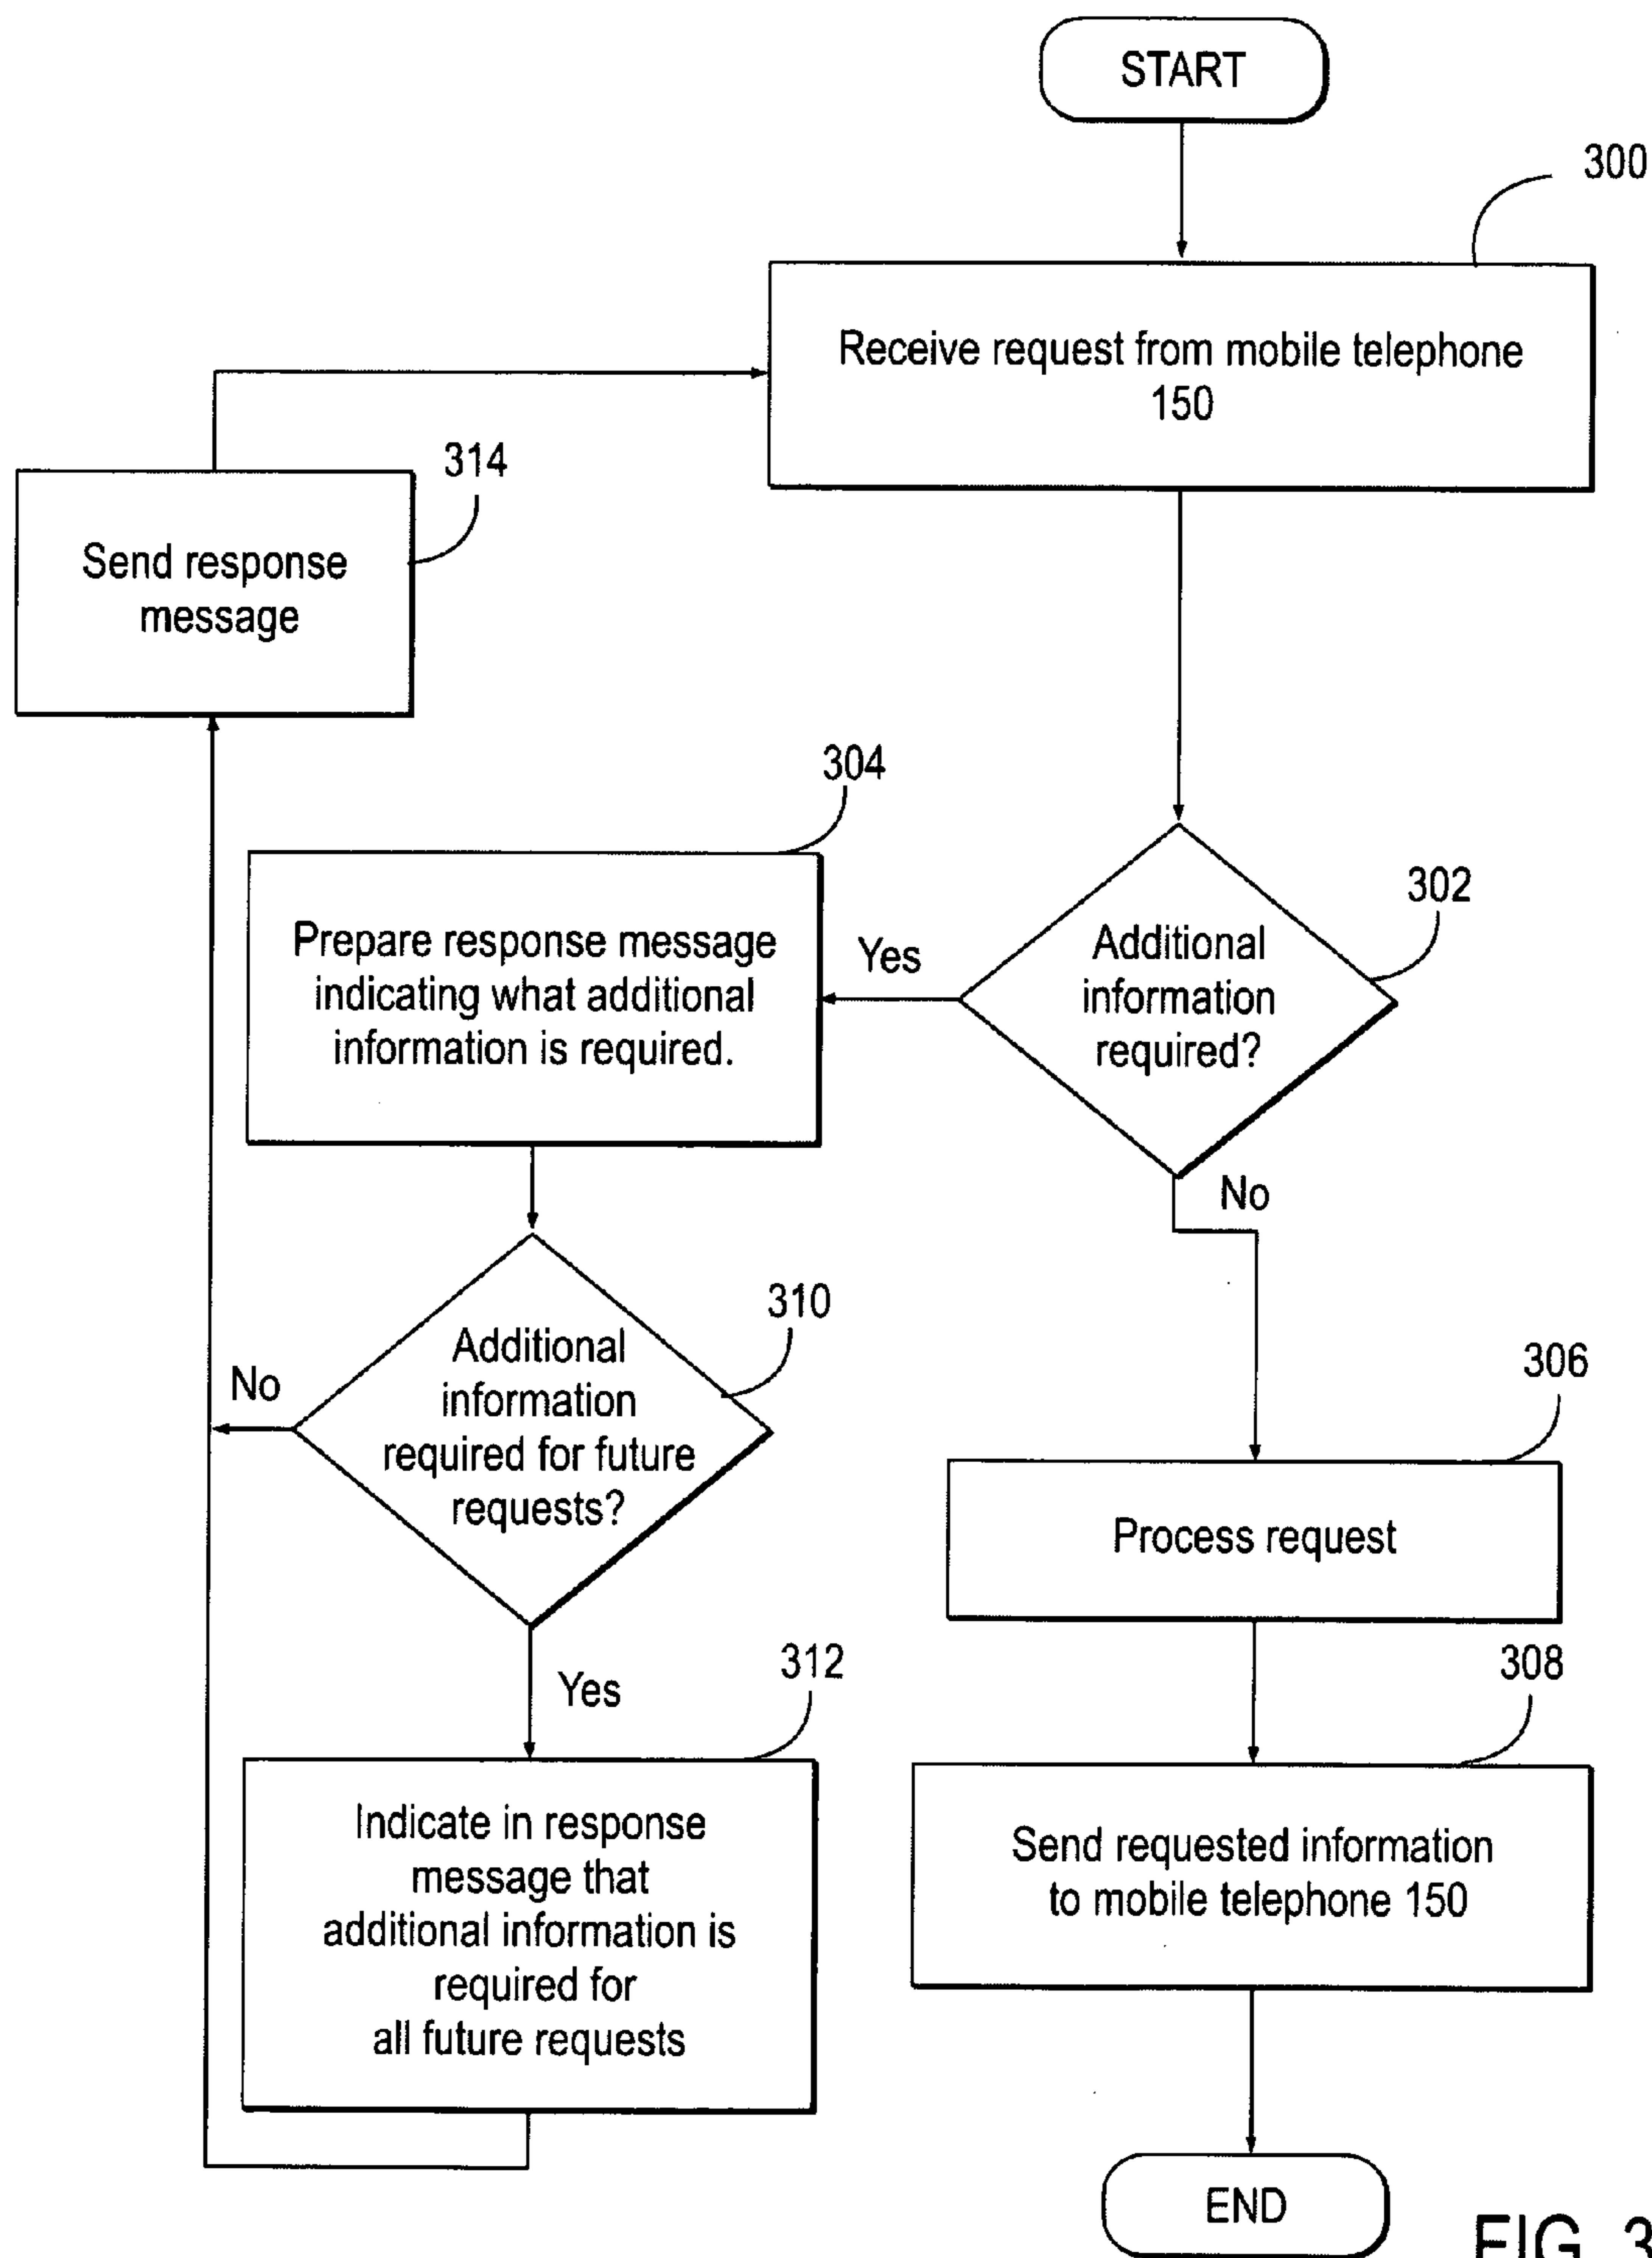 START
300
Receive request from mobile telephone
150
314
Send response
message
304
Prepare response message
indicating what additional
information is required.
Yes
302
Additional
information
required?
No
310
Additional
information
required for future
requests?
No
Yes
306
Process request
312
Indicate in response
message that
additional information is
required for
all future requests
308
Send requested information
to mobile telephone 150
END
FIG. 3